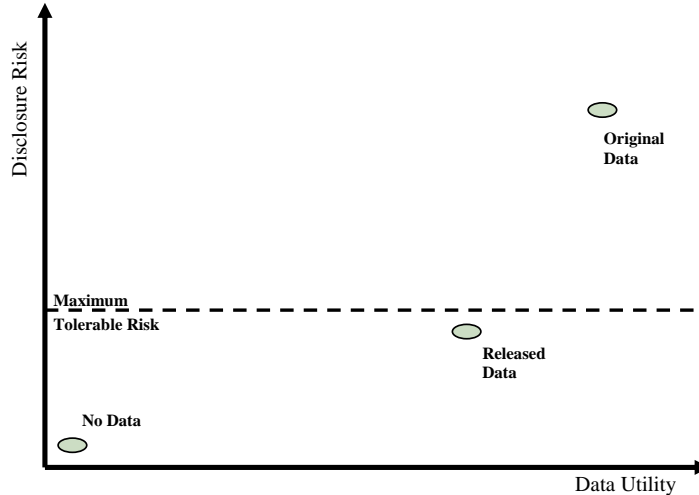 Disclosure Risk
Original
Data
Maximum
Tolerable Risk
Released
Data
No Data
Data Utility